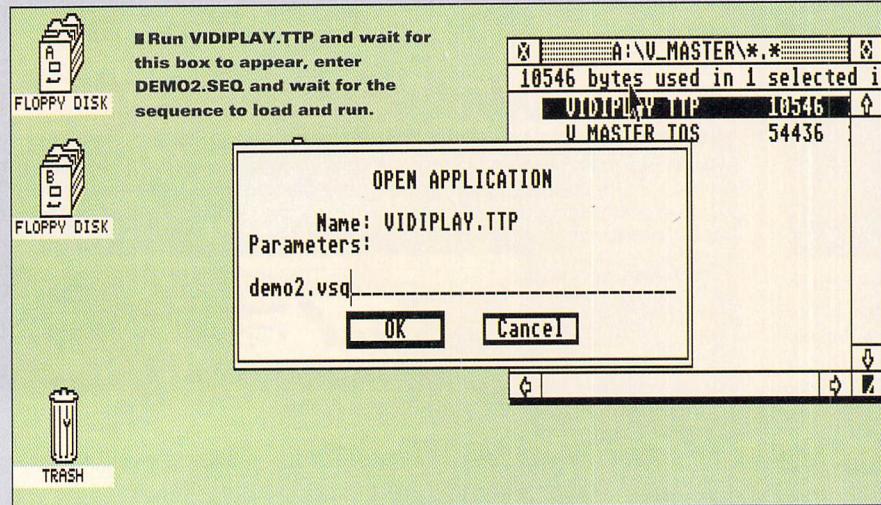 A
FLOPPY DISK
B
FLOPPY DISK
TRASH
Run VIDIPLAY.TTP and wait for
this box to appear, enter
DEMO2.SEQ and wait for the
sequence to load and run.
A:\V_MASTER\*.*
10546 bytes used in 1 selected i
VIDIPLAY TTP 10546
V_MASTER TOS 54436
OPEN APPLICATION
Name: VIDIPLAY.TTP
Parameters:
demo2.vsq
OK Cancel